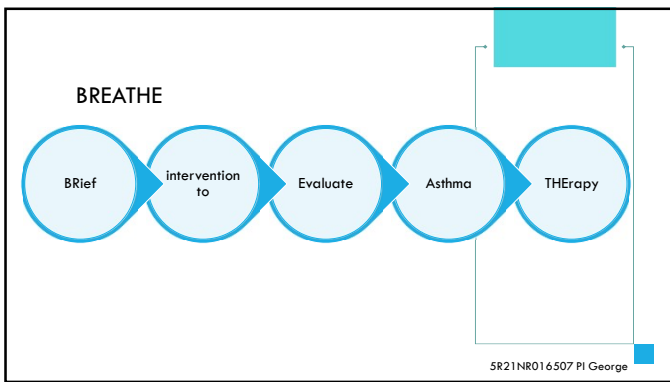 BREATHE
BRief
intervention
to
Evaluate
Asthma
THErapy
5R21NR016507 PI George